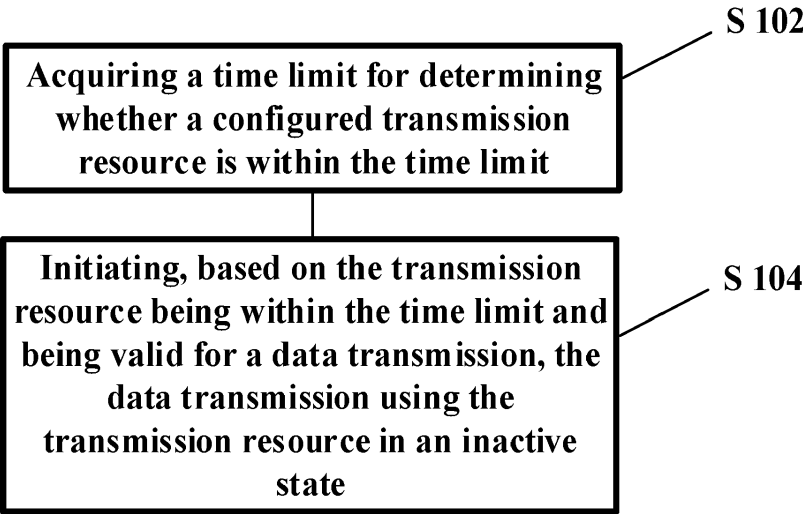 S 102
Acquiring a time limit for determining
whether a configured transmission
resource is within the time limit
Initiating, based on the transmission
resource being within the time limit and
being valid for a data transmission, the
data transmission using the
transmission resource in an inactive
state
S 104